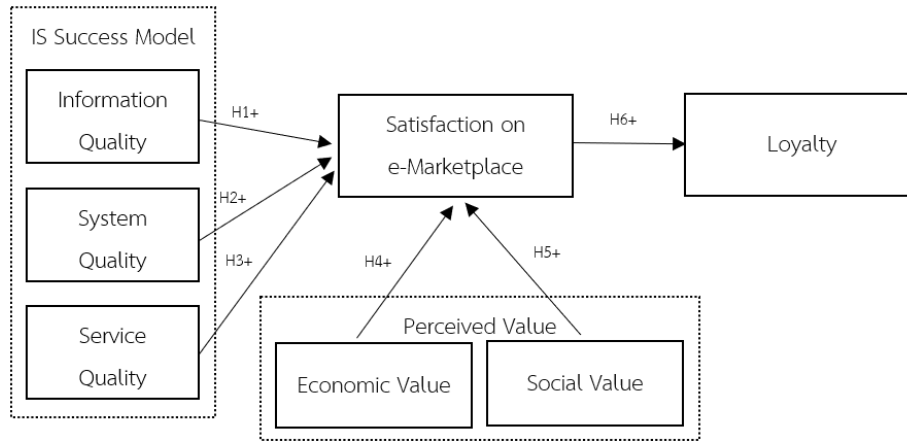 IS Success Model
Information
Quality
H1+
Satisfaction on
e-Marketplace
H6+
Loyalty
System
Quality
H2+
H3+
H4+
H5+
Service
Quality
Perceived Value
Economic Value
Social Value